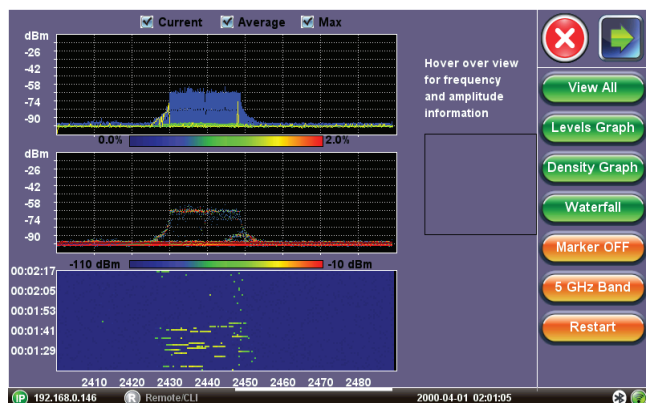 Current Average Max
dBm
-26
-42
-58
-74
-90
0.0% 2.0%
dBm
-26
-42
-58
-74
-90
-110 dBm -10 dBm
00:02:17
00:02:05
00:01:53
00:01:41
00:01:29
2410 2420 2430 2440 2450 2460 2470 2480
Hover over view
for frequency
and amplitude
information
View All
Levels Graph
Density Graph
Waterfall
Marker OFF
5 GHz Band
Restart
IP 192.168.0.146 R Remote/CLI 2000-04-01 02:01:05